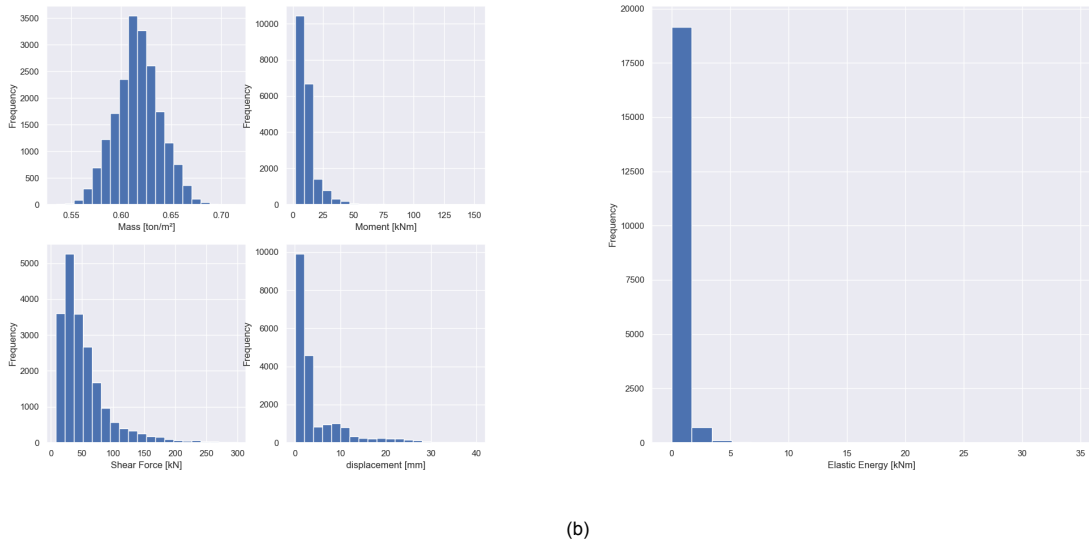 Frequency
3500
3000
2500
2000
1500
1000
500
0
0.55 0.60 0.65 0.70
Mass [ton/m²]
Frequency
10000
8000
6000
4000
2000
0
0 25 50 75 100 125 150
Moment [kNm]
Frequency
5000
4000
3000
2000
1000
0
0 50 100 150 200 250 300
Shear Force [kN]
Frequency
10000
8000
6000
4000
2000
0
0 10 20 30 40
displacement [mm]
Frequency
20000
17500
15000
12500
10000
7500
5000
2500
0
0 5 10 15 20 25 30 35
Elastic Energy [kNm]
(b)